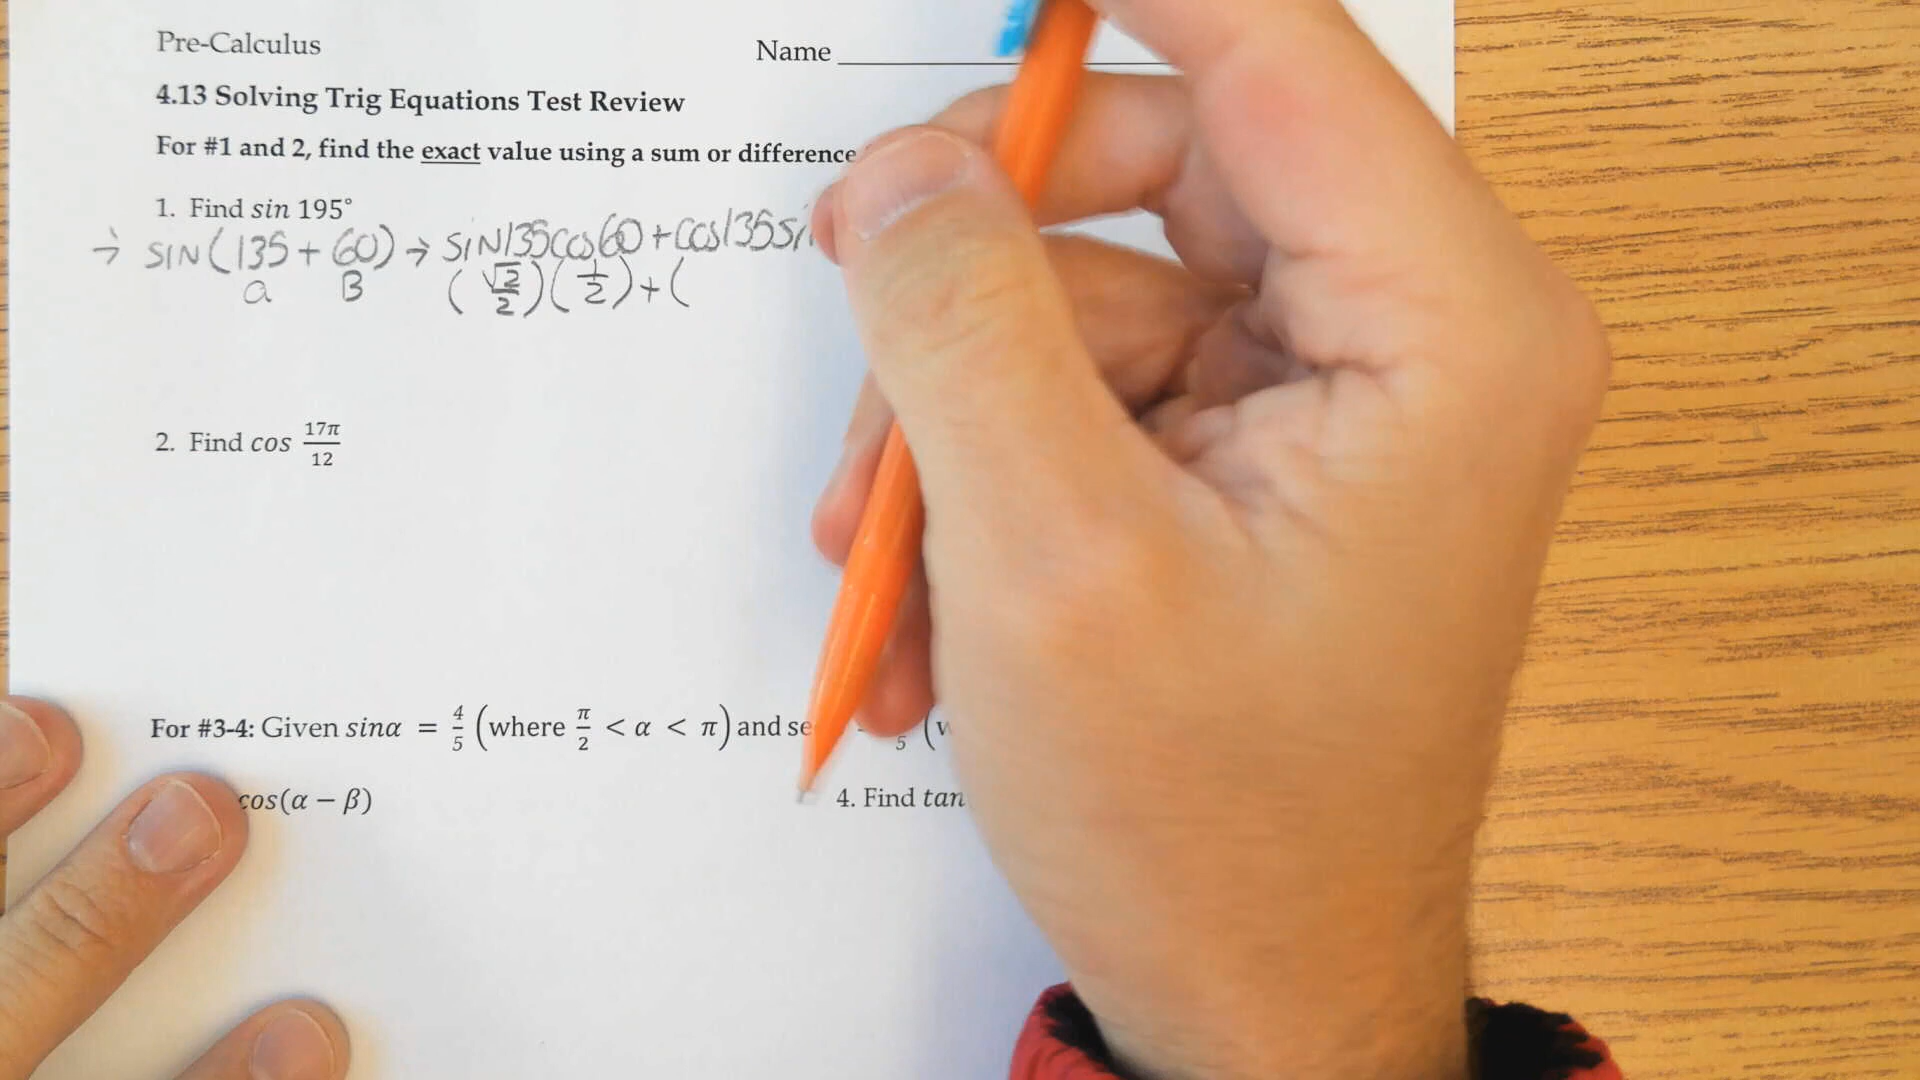 Pre-Calculus
Name
4.13 Solving Trig Equations Test Review
For #1 and 2, find the exact value using a sum or difference
1. Find sin 195°
→ SIN(135 + 60) → SIN135cos60 + cos135sin
a B (√2/2)(1/2) + (
2. Find cos 17π/12
For #3-4: Given sinα = 4/5 (where π/2 < α < π) and 5 (
cos(α − β)
4. Find tan